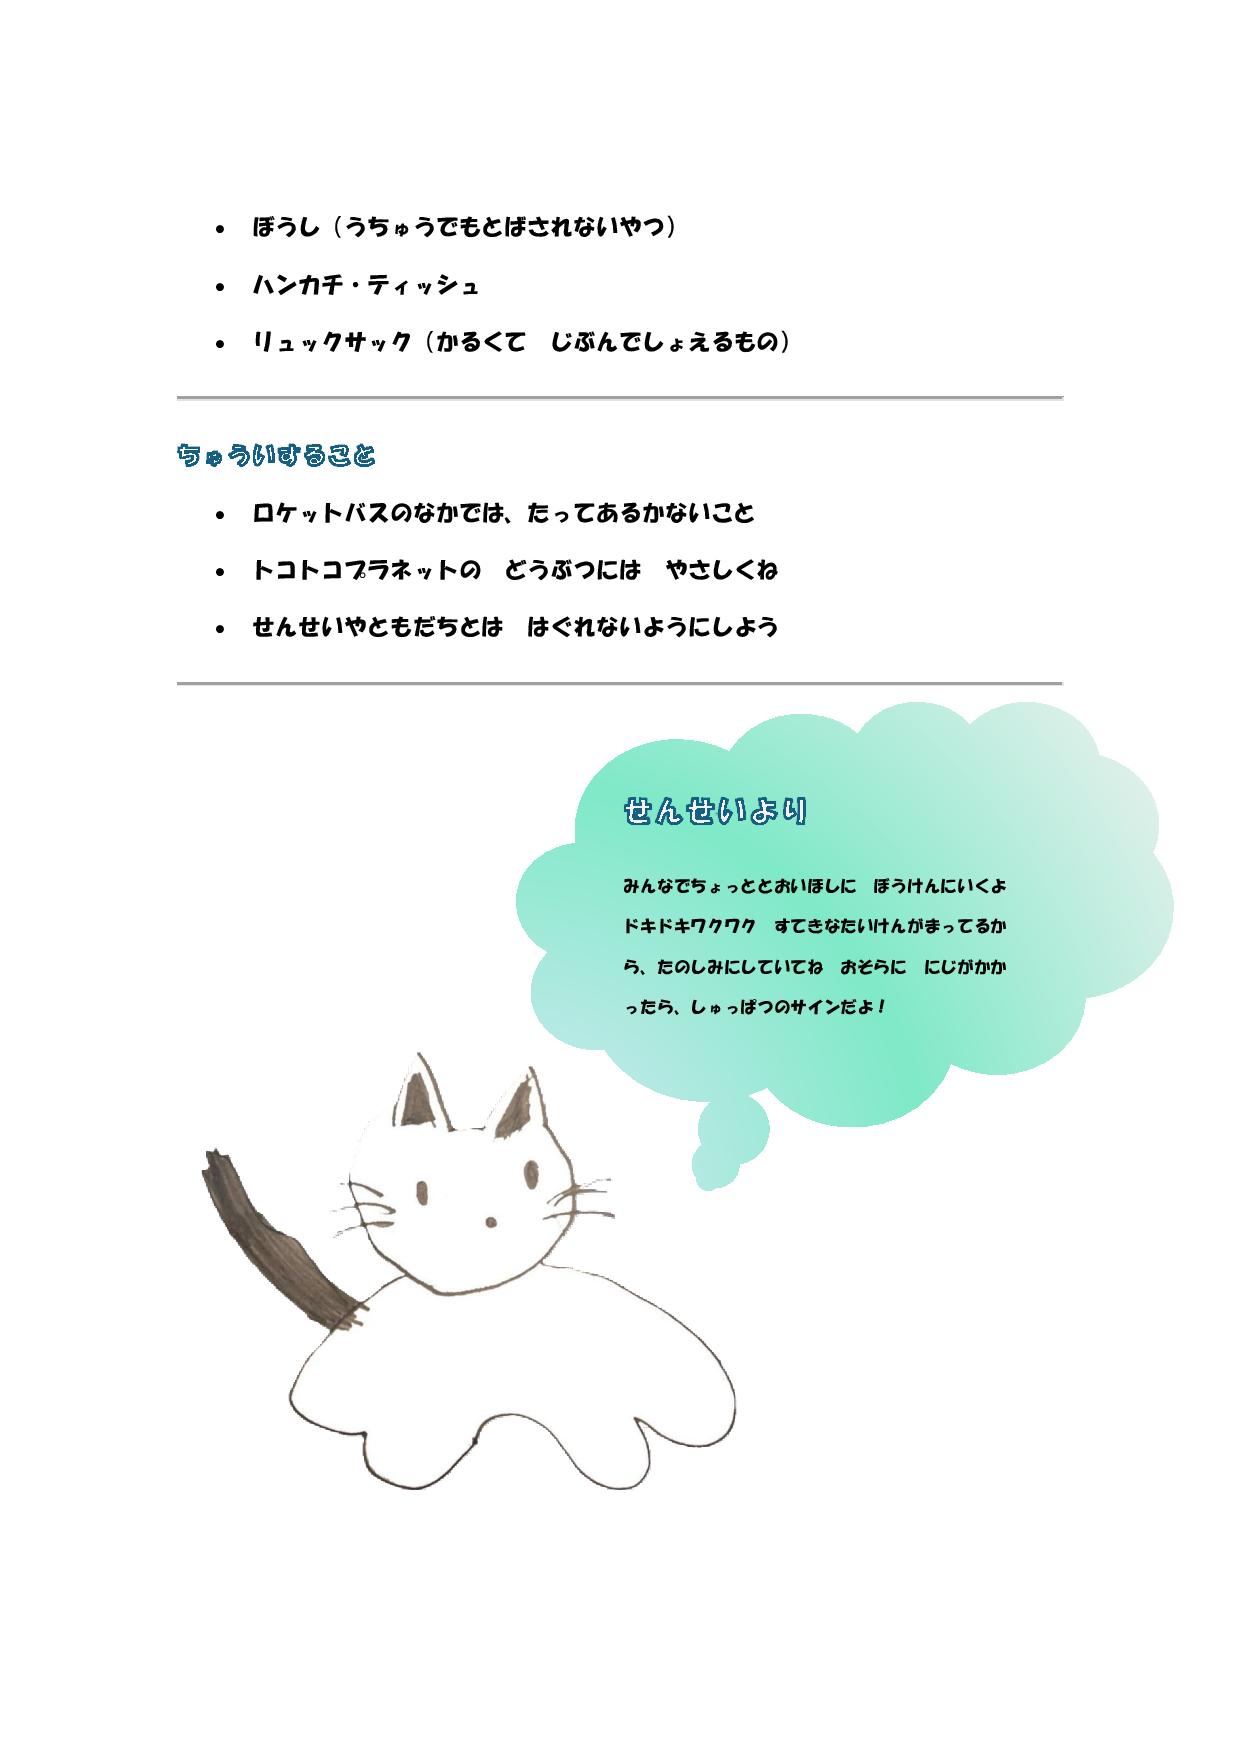 • ぼうし（うちゅうでもとばされないやつ）
• ハンカチ・ティッシュ
• リュックサック（かるくて　じぶんでしょえるもの）
ちゅういすること
• ロケットバスのなかでは、たってあるかないこと
• トコトコプラネットの　どうぶつには　やさしくね
• せんせいやともだちとは　はぐれないようにしよう
せんせいより
みんなでちょっととおいほしに　ぼうけんにいくよ
ドキドキワクワク　すてきなたいけんがまってるか
ら、たのしみにしていてね　おそらに　にじがかか
ったら、しゅっぱつのサインだよ！